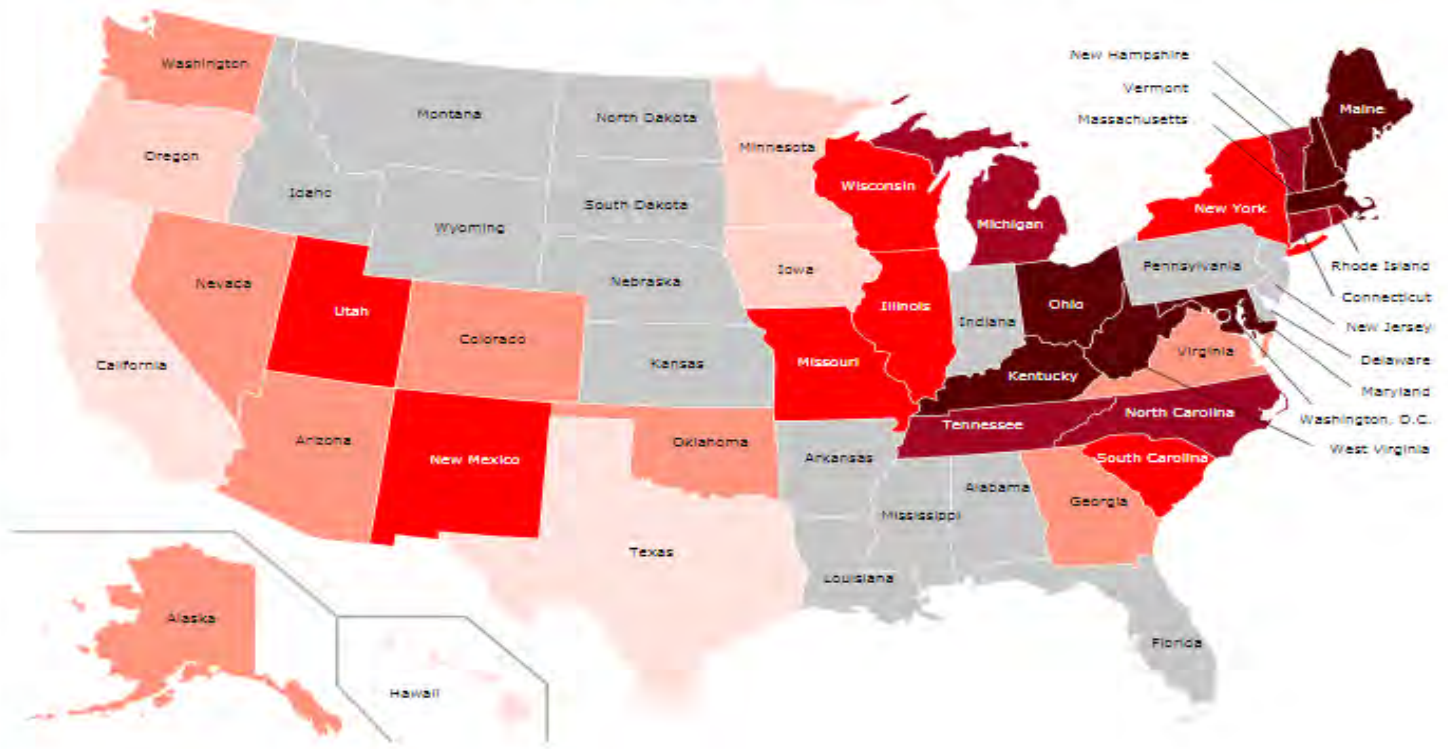 New Hampshire
Washington
Vermont
Maine
Montana
North Dakota
Massachusetts
Minnesota
Oregon
Wisconsin
Idaho
South Dakota
New York
Michigan
Wyoming
Pennsylvania
Rhode Island
Iowa
Nevada
Nebraska
Connecticut
Ohio
Illinois
Utah
Indiana
New Jersey
Colorado
Virginia
Delaware
California
Kansas
Missouri
Kentucky
Maryland
North Carolina
Washington, D.C.
Tennessee
Arizona
Oklahoma
West Virginia
New Mexico
Arkansas
South Carolina
Alabama
Georgia
Mississippi
Texas
Louisiana
Alaska
Florida
Hawaii